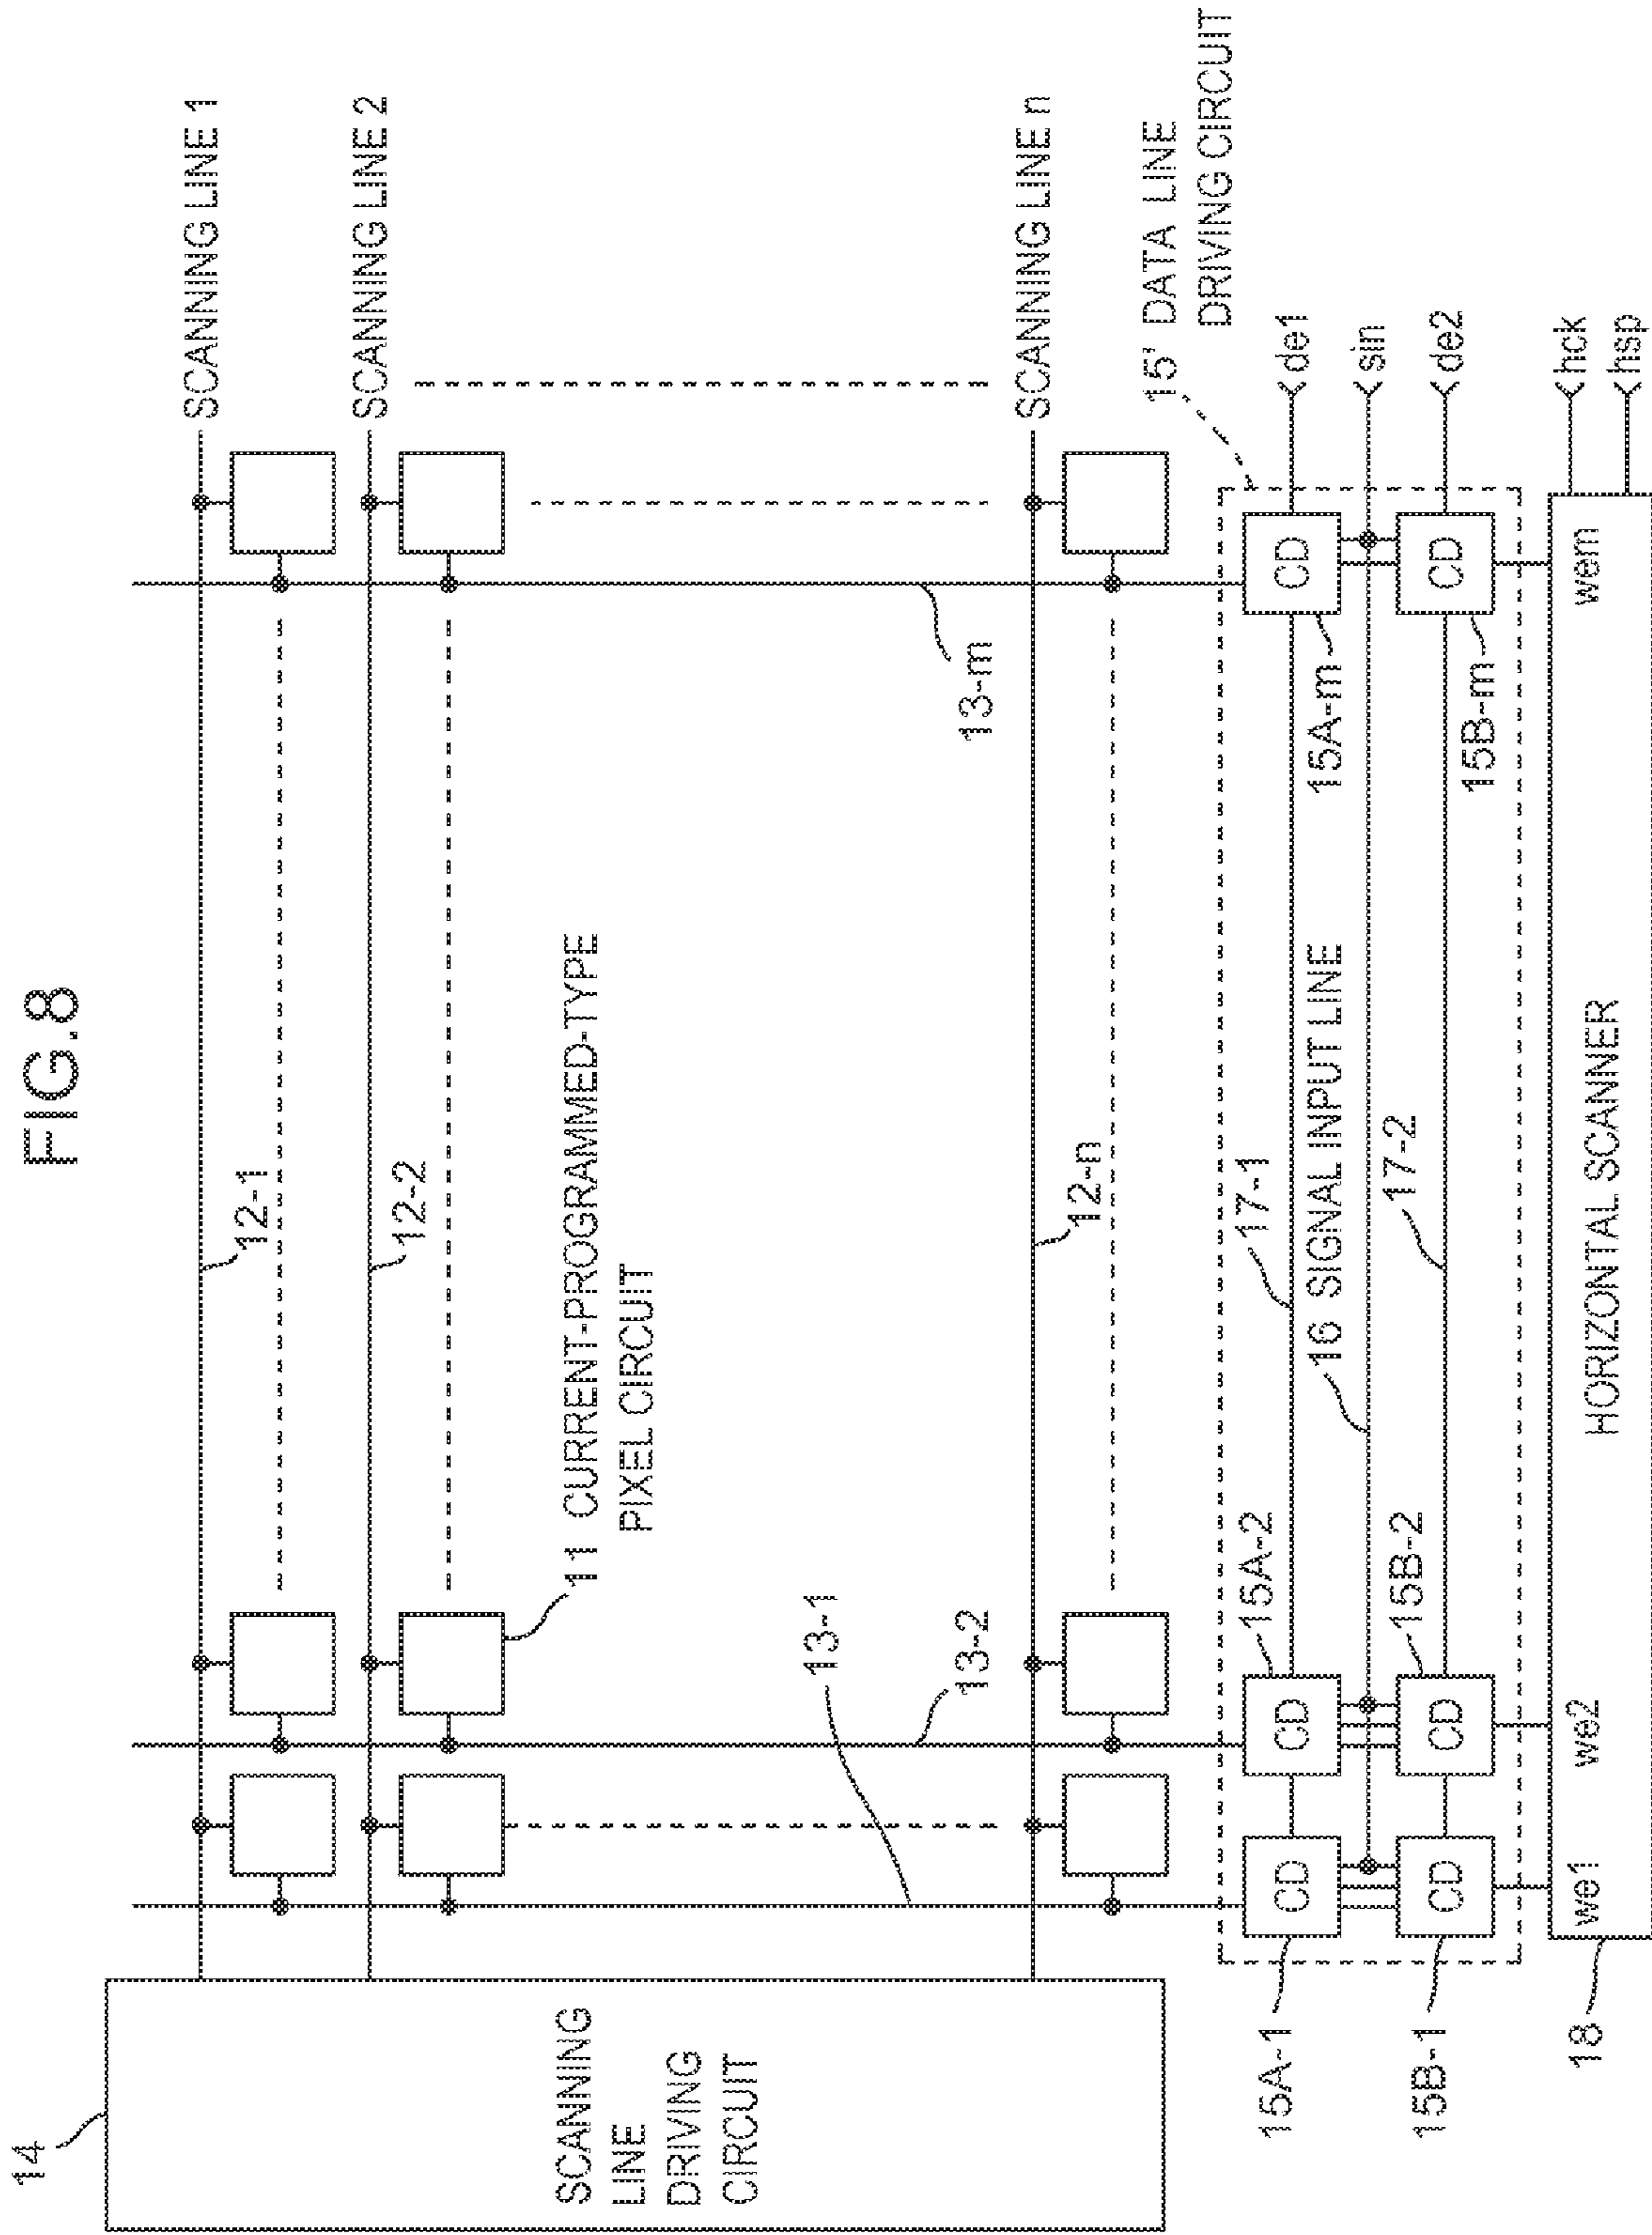 FIG.8
14
SCANNING
LINE
DRIVING
CIRCUIT
SCANNING LINE 1
SCANNING LINE 2
SCANNING LINE n
12-1
12-2
12-n
11 CURRENT-PROGRAMMED-TYPE
PIXEL CIRCUIT
13-1
13-2
13-m
15' DATA LINE
DRIVING CIRCUIT
15A-1
15A-2
15A-m
CD
CD
CD
17-1
de1
16 SIGNAL INPUT LINE
sin
15B-1
15B-2
15B-m
CD
CD
CD
17-2
de2
we1
we2
wem
hck
hsp
18
HORIZONTAL SCANNER